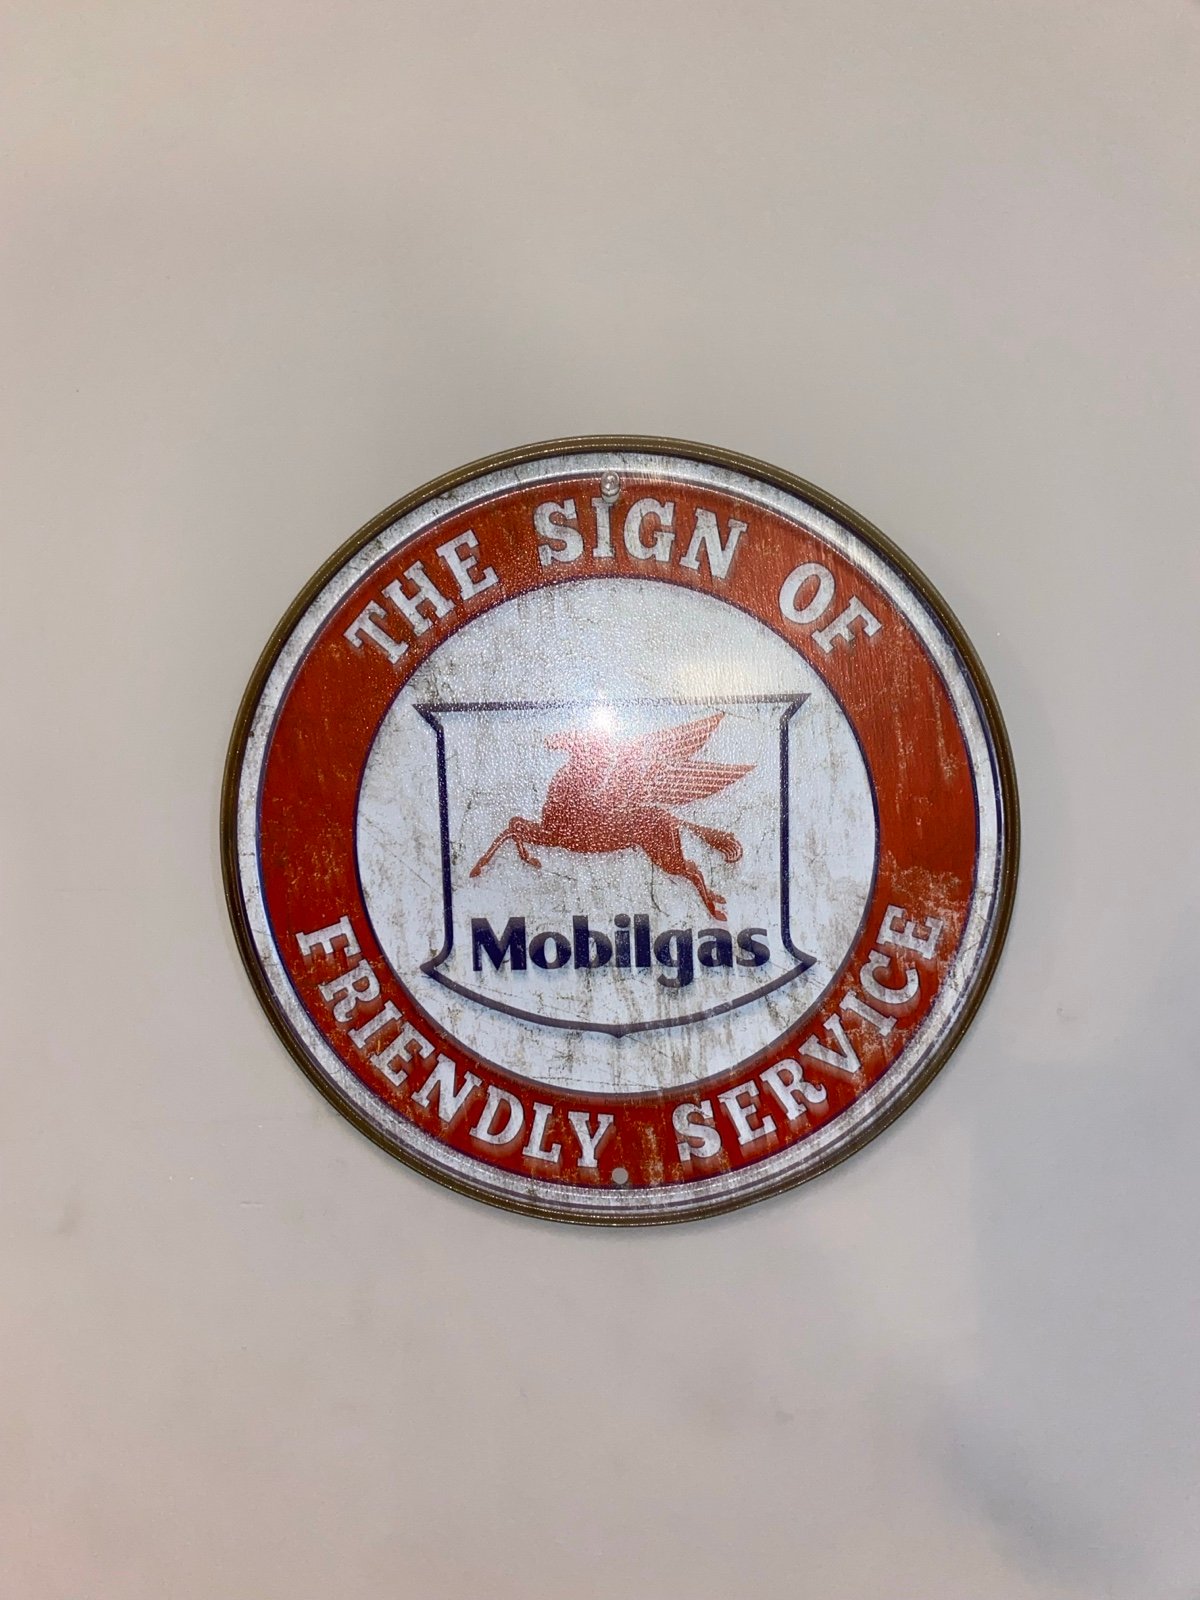 THE SIGN OF
Mobilgas
FRIENDLY SERVICE